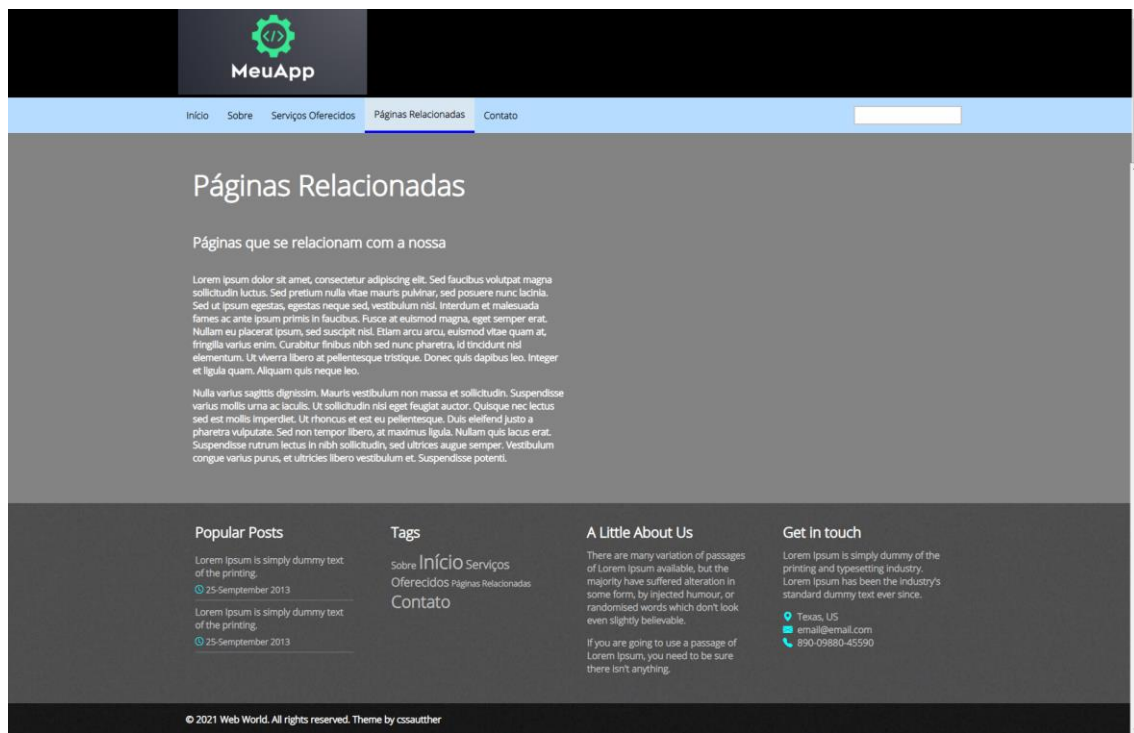 </>
MeuApp
Início Sobre Serviços Oferecidos Páginas Relacionadas Contato
Páginas Relacionadas
Páginas que se relacionam com a nossa
Lorem ipsum dolor sit amet, consectetur adipiscing elit. Sed faucibus volutpat magna
sollicitudin luctus. Sed pretium nulla vitae mauris pulvinar, sed posuere nunc lacinia.
Sed ut ipsum egestas, egestas neque sed, vestibulum nisl. Interdum et malesuada
fames ac ante ipsum primis in faucibus. Fusce at euismod magna, eget semper erat.
Nullam eu placerat ipsum, sed suscipit nisl. Etiam arcu arcu, euismod vitae quam at,
fringilla varius enim. Curabitur finibus nibh sed nunc pharetra, id tincidunt nisl
elementum. Ut viverra libero at pellentesque tristique. Donec quis dapibus leo. Integer
et ligula quam. Aliquam quis neque leo.
Nulla varius sagittis dignissim. Mauris vestibulum non massa et sollicitudin. Suspendisse
varius mollis urna ac iaculis. Ut sollicitudin nisi eget feugiat auctor. Quisque nec lectus
sed est mollis imperdiet. Ut rhoncus et est eu pellentesque. Duis eleifend justo a
pharetra vulputate. Sed non tempor libero, at maximus ligula. Nullam quis lacus erat.
Suspendisse rutrum lectus in nibh sollicitudin, sed ultrices augue semper. Vestibulum
congue varius purus, et ultricies libero vestibulum et. Suspendisse potenti.
Popular Posts
Lorem Ipsum is simply dummy text
of the printing.
25-Semptember 2013
Lorem Ipsum is simply dummy text
of the printing.
25-Semptember 2013
Tags
Sobre Início Serviços
Oferecidos Páginas Relacionadas
Contato
A Little About Us
There are many variation of passages
of Lorem Ipsum available, but the
majority have suffered alteration in
some form, by injected humour, or
randomised words which don't look
even slightly believable.
If you are going to use a passage of
Lorem Ipsum, you need to be sure
there isn't anything.
Get in touch
Lorem Ipsum is simply dummy of the
printing and typesetting industry.
Lorem Ipsum has been the industry's
standard dummy text ever since.
Texas, US
email@email.com
890-09880-45590
© 2021 Web World. All rights reserved. Theme by cssautther